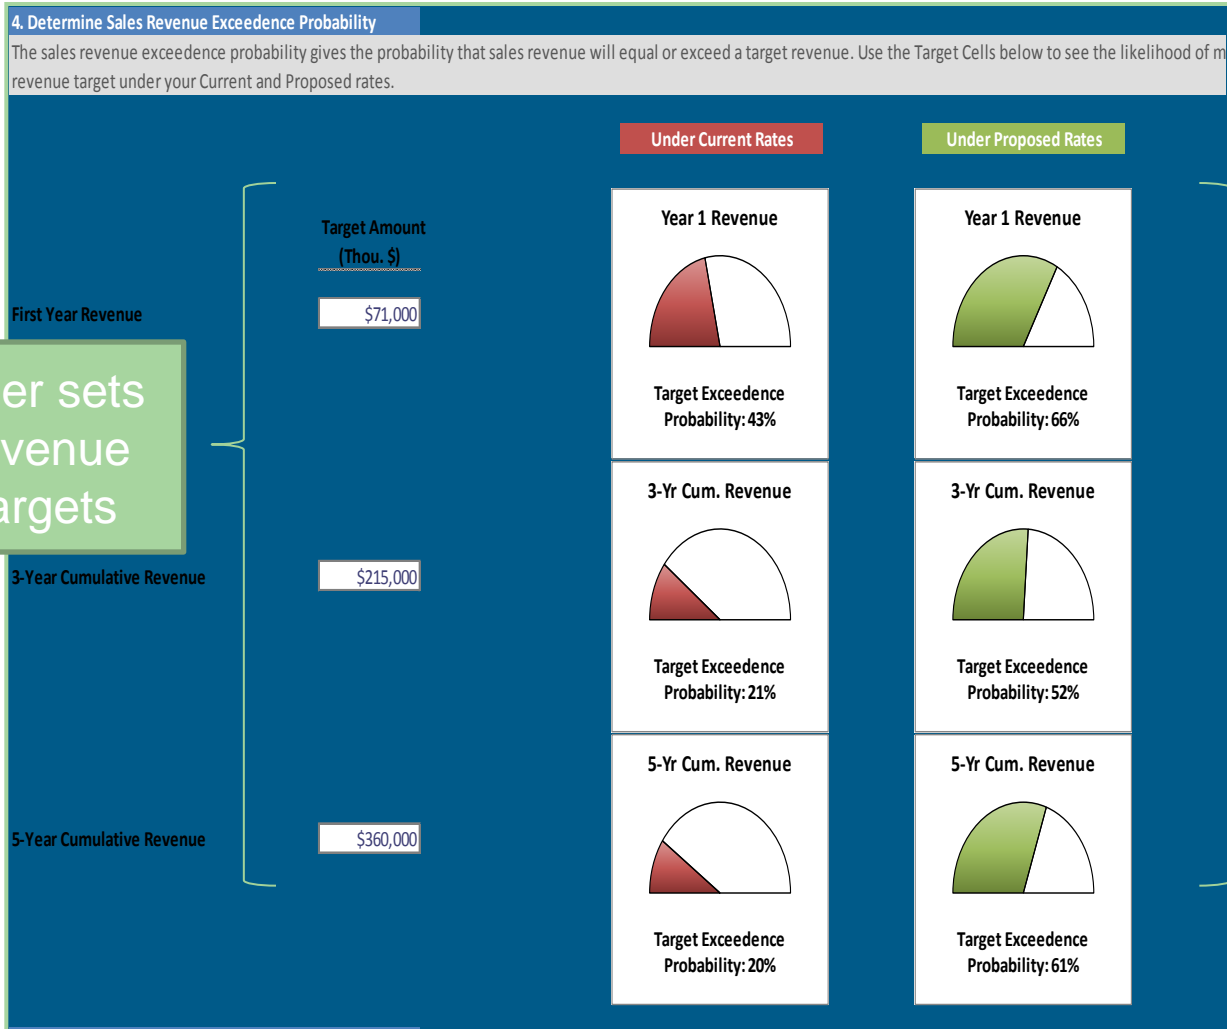 4. Determine Sales Revenue Exceedence Probability
The sales revenue exceedence probability gives the probability that sales revenue will equal or exceed a target revenue. Use the Target Cells below to see the likelihood of m
revenue target under your Current and Proposed rates.
Under Current Rates
Under Proposed Rates
Target Amount
(Thou. $)
First Year Revenue
$71,000
Year 1 Revenue
Target Exceedence
Probability: 43%
Year 1 Revenue
Target Exceedence
Probability: 66%
er sets
venue
argets
3-Year Cumulative Revenue
$215,000
3-Yr Cum. Revenue
Target Exceedence
Probability: 21%
3-Yr Cum. Revenue
Target Exceedence
Probability: 52%
5-Year Cumulative Revenue
$360,000
5-Yr Cum. Revenue
Target Exceedence
Probability: 20%
5-Yr Cum. Revenue
Target Exceedence
Probability: 61%